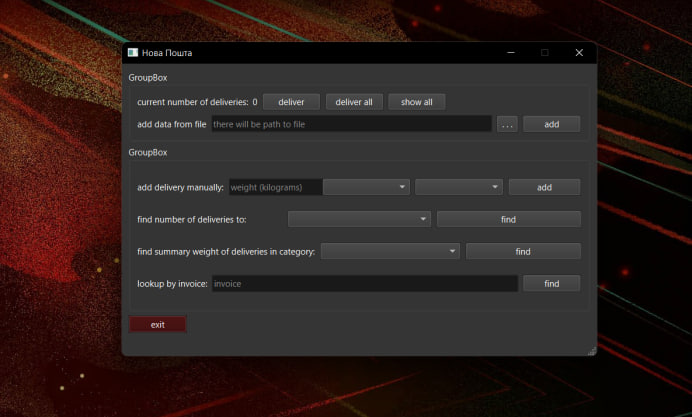 Нова Пошта
GroupBox
current number of deliveries: 0 deliver deliver all show all
add data from file there will be path to file ... add
GroupBox
add delivery manually: weight (kilograms) add
find number of deliveries to: find
find summary weight of deliveries in category: find
lookup by invoice: invoice find
exit